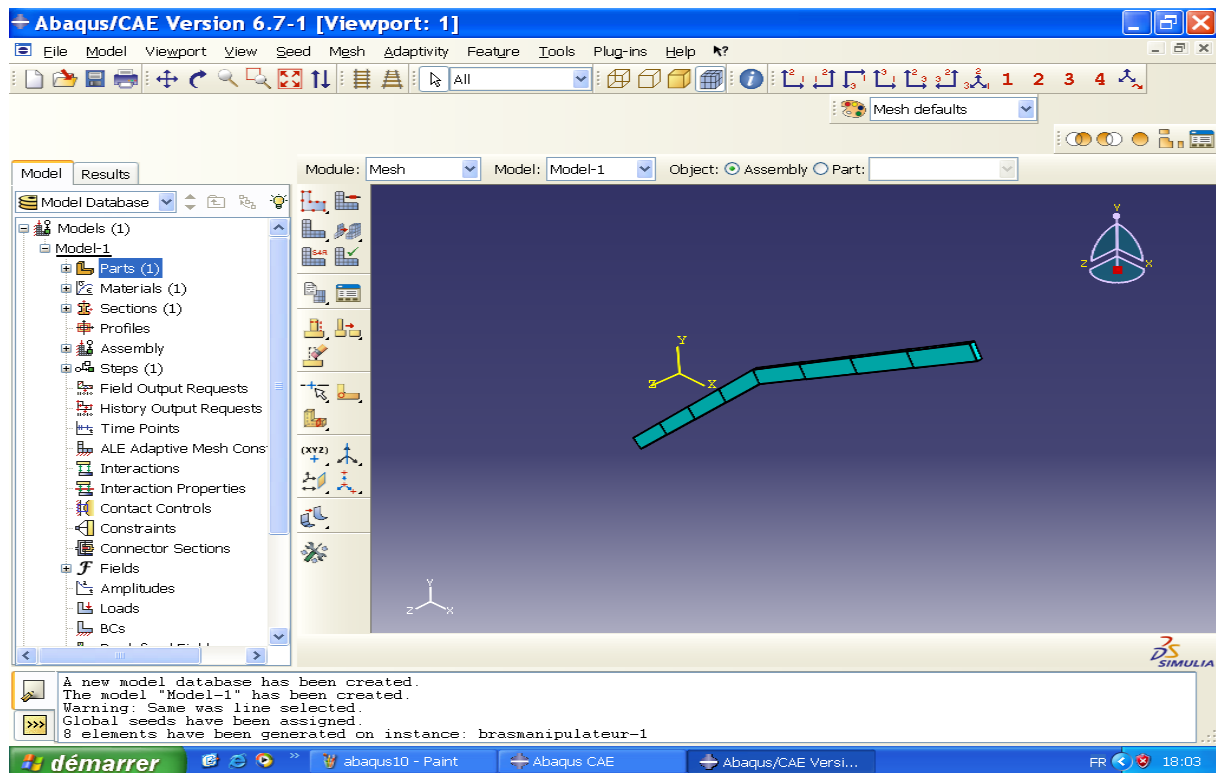 Abaqus/CAE Version 6.7-1 [Viewport: 1]
File Model Viewport View Seed Mesh Adaptivity Feature Tools Plug-ins Help
All
1 2 3 4
Mesh defaults
Model Results
Module: Mesh Model: Model-1 Object: Assembly Part:
Model Database
Models (1)
Model-1
Parts (1)
Materials (1)
Sections (1)
Profiles
Assembly
Steps (1)
Field Output Requests
History Output Requests
Time Points
ALE Adaptive Mesh Cons
Interactions
Interaction Properties
Contact Controls
Constraints
Connector Sections
Fields
Amplitudes
Loads
BCs
(XYZ)
Y
Z X
Y
Z X
Y
Z X
SIMULIA
A new model database has been created.
The model "Model-1" has been created.
Warning: Same was line selected.
Global seeds have been assigned.
8 elements have been generated on instance: brasmanipulateur-1
démarrer abaqus10 - Paint Abaqus CAE Abaqus/CAE Versi... FR 18:03